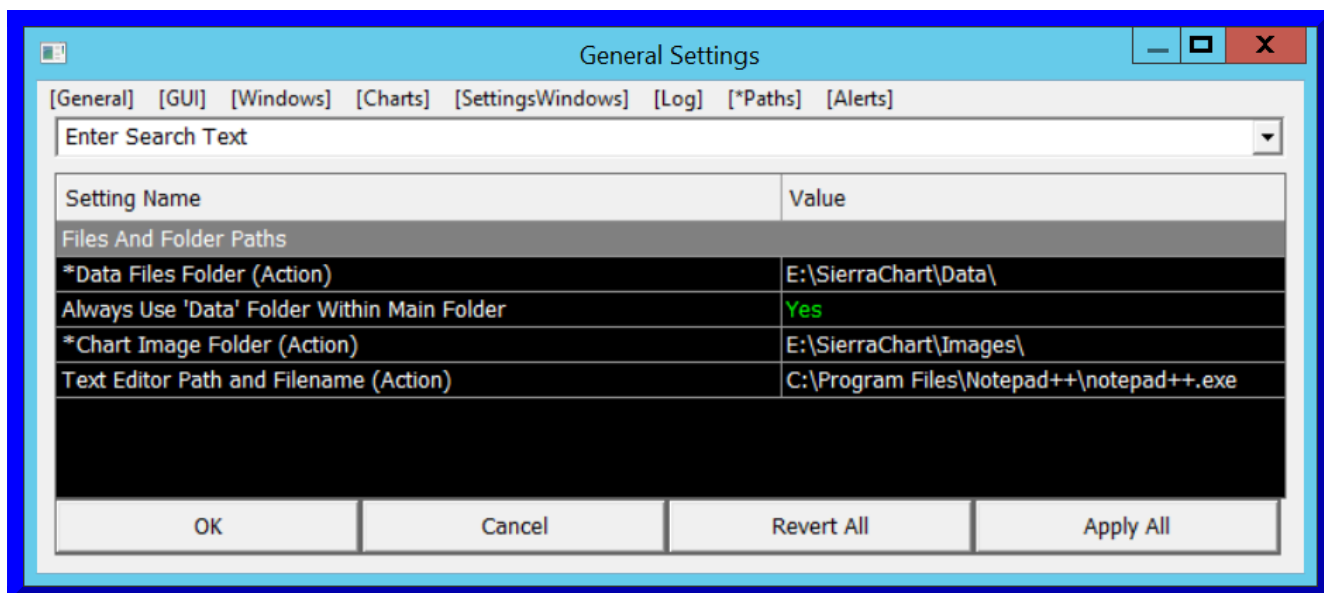 General Settings
[General] [GUI] [Windows] [Charts] [SettingsWindows] [Log] [*Paths] [Alerts]
Enter Search Text
Setting Name Value
Files And Folder Paths
*Data Files Folder (Action) E:\SierraChart\Data\
Always Use 'Data' Folder Within Main Folder Yes
*Chart Image Folder (Action) E:\SierraChart\Images\
Text Editor Path and Filename (Action) C:\Program Files\Notepad++\notepad++.exe
OK Cancel Revert All Apply All